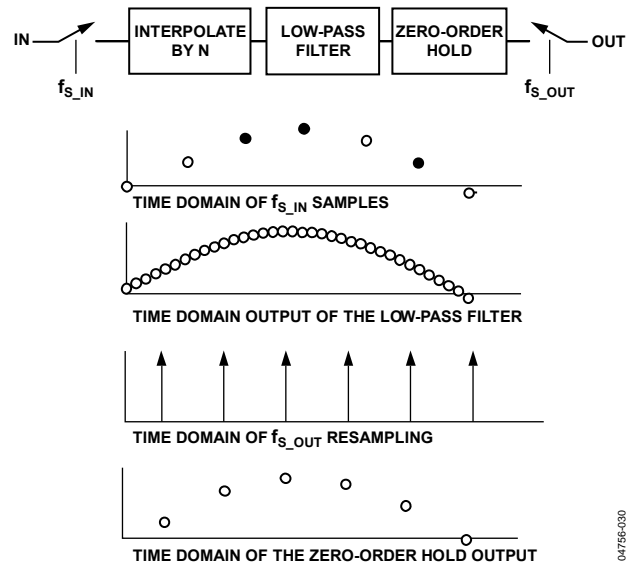 IN
INTERPOLATE
BY N
LOW-PASS
FILTER
ZERO-ORDER
HOLD
OUT
fS_IN
fS_OUT
TIME DOMAIN OF fS_IN SAMPLES
TIME DOMAIN OUTPUT OF THE LOW-PASS FILTER
TIME DOMAIN OF fS_OUT RESAMPLING
TIME DOMAIN OF THE ZERO-ORDER HOLD OUTPUT
04756-030